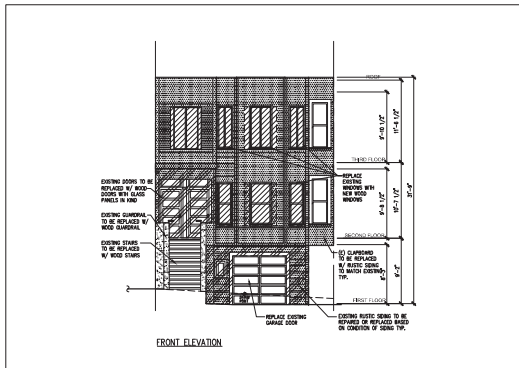 ROOF
9'-10 1/2"
11'-6 1/2"
31'-9"
THIRD FLOOR
EXISTING DOORS TO BE
REPLACED W/ WOOD
DOORS WITH GLASS
PANELS IN KIND
REPLACE
EXISTING
WINDOWS WITH
NEW WOOD
WINDOWS
9'-8 1/2"
10'-7 1/2"
EXISTING GUARDRAIL
TO BE REPLACED W/
WOOD GUARDRAIL
EXISTING STAIRS
TO BE REPLACED
W/ WOOD STAIRS
SECOND FLOOR
(E) CLAPBOARD
TO BE REPLACED
W/ RUSTIC SIDING
TO MATCH EXISTING
TYP.
FIRST FLOOR
REPLACE EXISTING
GARAGE DOOR
EXISTING RUSTIC SIDING TO BE
REPAIRED OR REPLACED BASED
ON CONDITION OF SIDING TYP.
FRONT ELEVATION